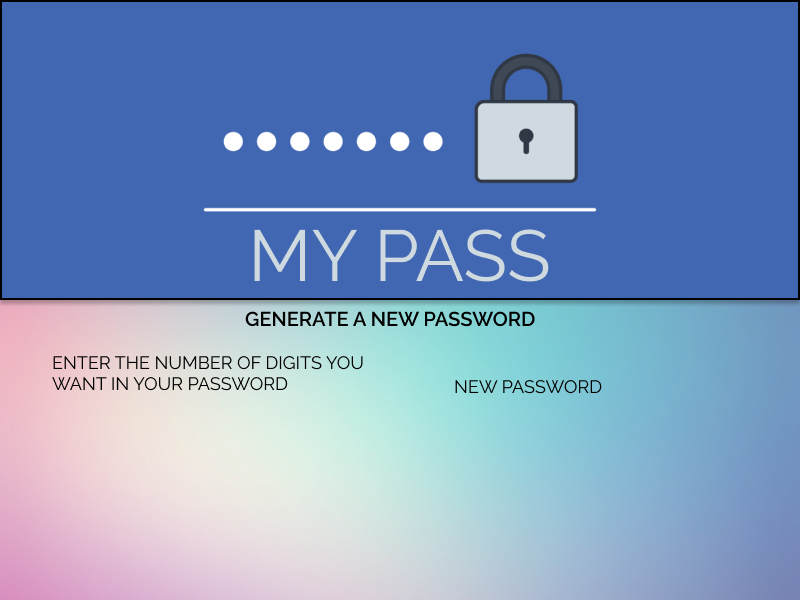 MY PASS
GENERATE A NEW PASSWORD
ENTER THE NUMBER OF DIGITS YOU
WANT IN YOUR PASSWORD
NEW PASSWORD